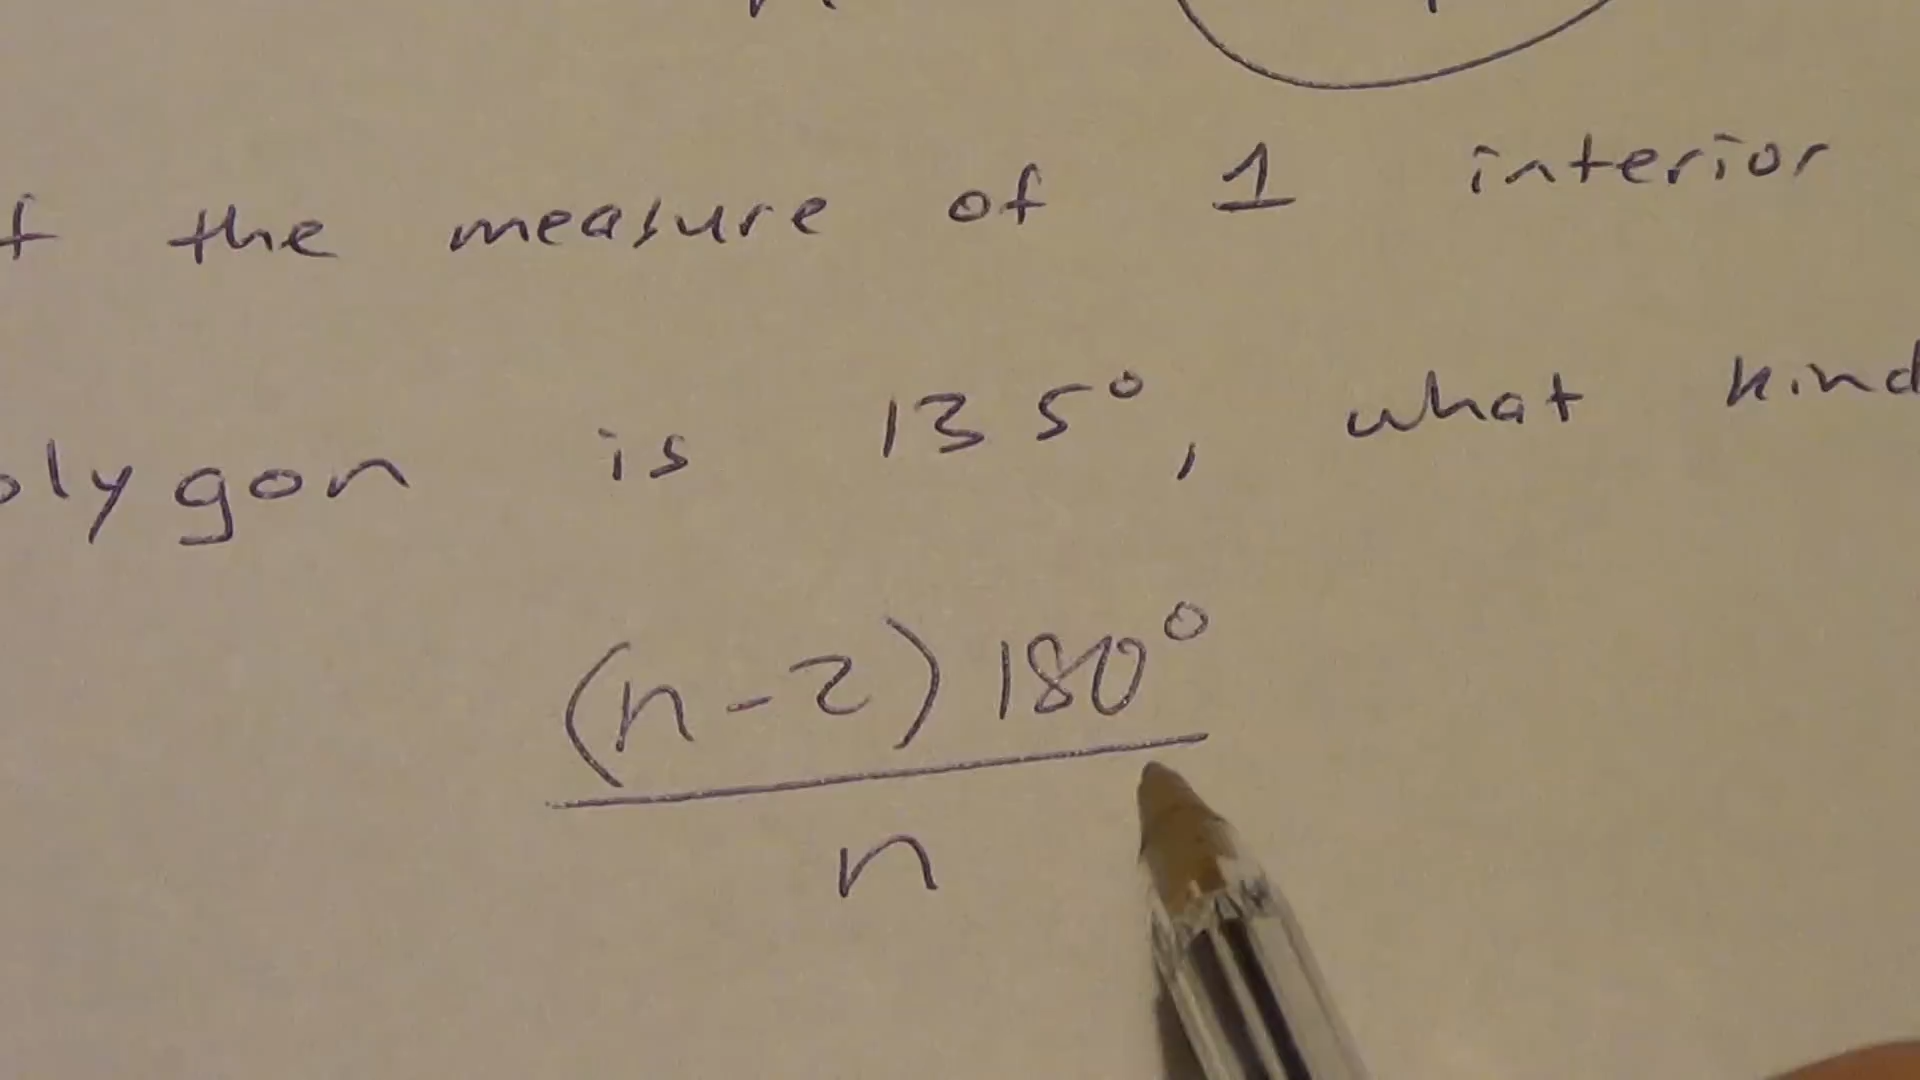 the measure of 1 interior
is 135°, what kind
(n-2) 180°
n